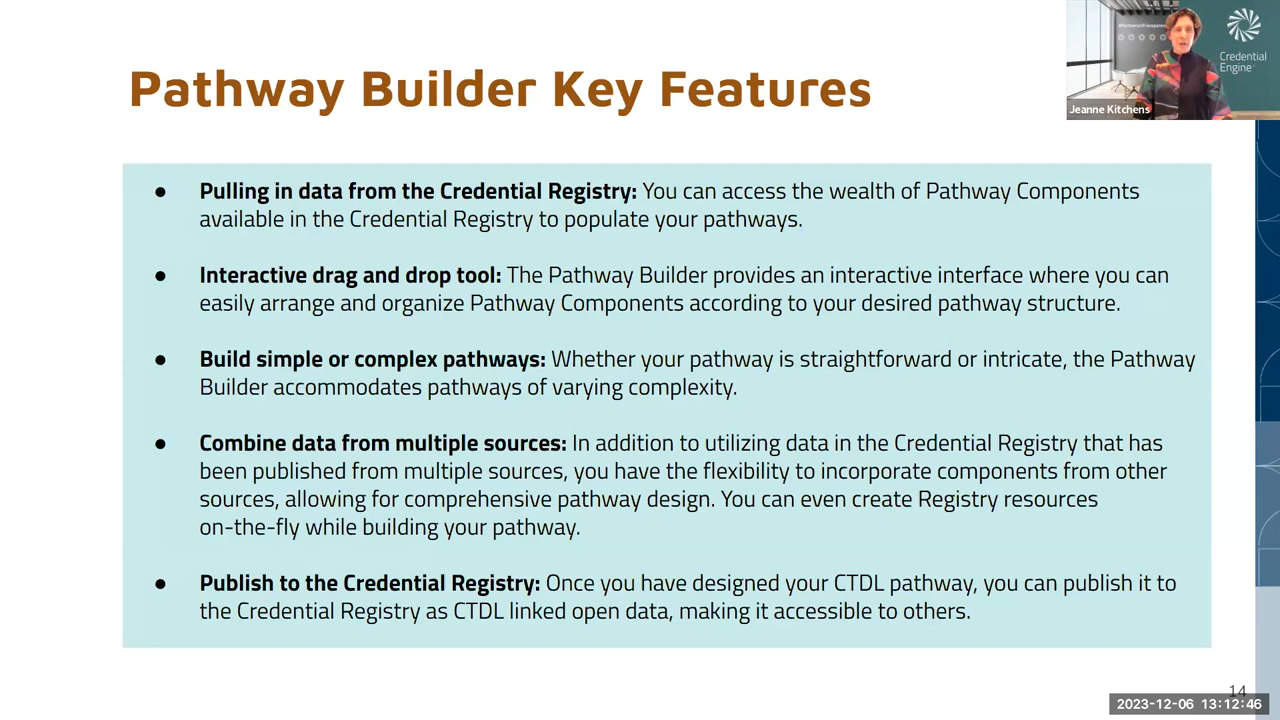 Pathway Builder Key Features
Credential
Engine
Jeanne Kitchens
● Pulling in data from the Credential Registry: You can access the wealth of Pathway Components
available in the Credential Registry to populate your pathways.
● Interactive drag and drop tool: The Pathway Builder provides an interactive interface where you can
easily arrange and organize Pathway Components according to your desired pathway structure.
● Build simple or complex pathways: Whether your pathway is straightforward or intricate, the Pathway
Builder accommodates pathways of varying complexity.
● Combine data from multiple sources: In addition to utilizing data in the Credential Registry that has
been published from multiple sources, you have the flexibility to incorporate components from other
sources, allowing for comprehensive pathway design. You can even create Registry resources
on-the-fly while building your pathway.
● Publish to the Credential Registry: Once you have designed your CTDL pathway, you can publish it to
the Credential Registry as CTDL linked open data, making it accessible to others.
14
2023-12-06 13:12:46